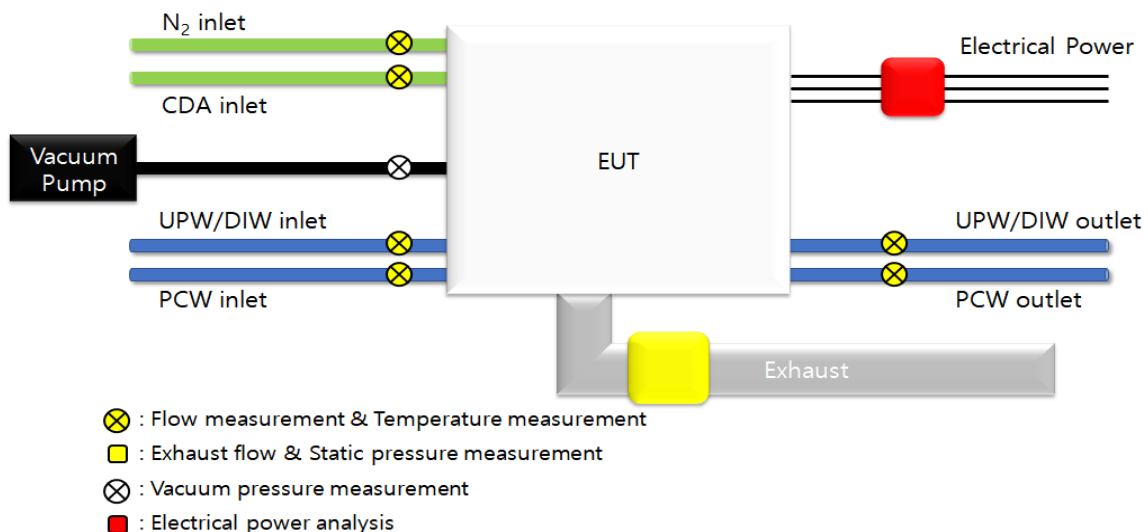 N₂ inlet
Electrical Power
CDA inlet
Vacuum
Pump
EUT
UPW/DIW inlet
UPW/DIW outlet
PCW inlet
PCW outlet
Exhaust
: Flow measurement & Temperature measurement
: Exhaust flow & Static pressure measurement
: Vacuum pressure measurement
: Electrical power analysis